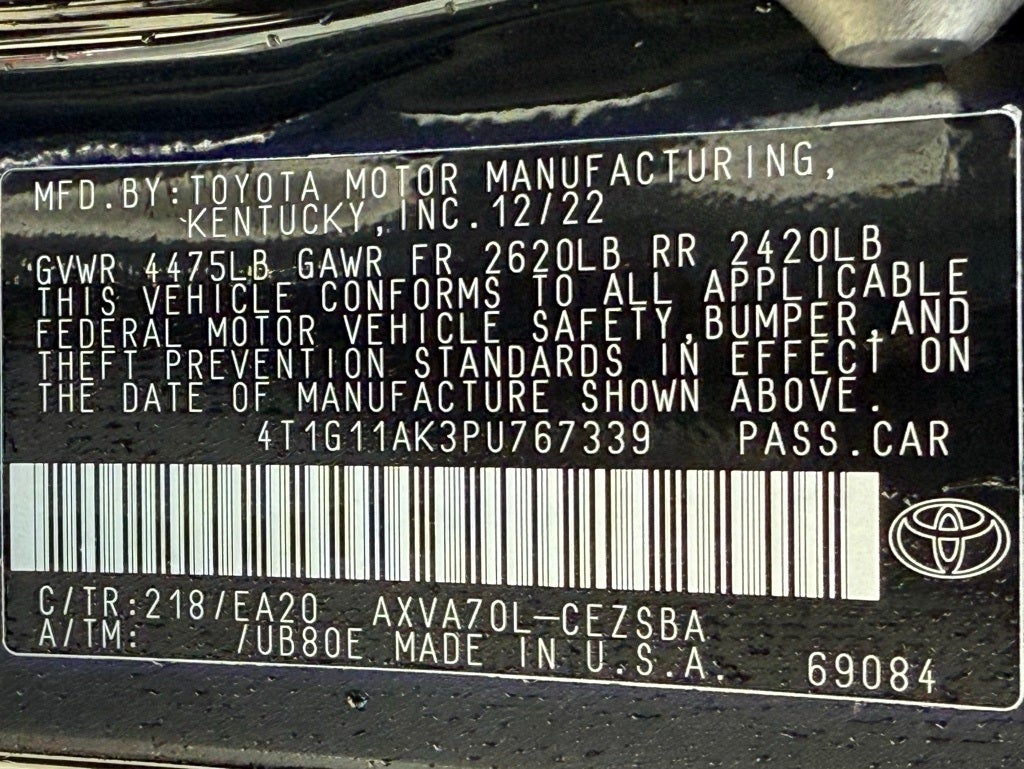 MFD.BY:TOYOTA MOTOR MANUFACTURING,
KENTUCKY,INC.12/22
GVWR 4475LB GAWR FR 2620LB RR 2420LB
THIS VEHICLE CONFORMS TO ALL APPLICABLE
FEDERAL MOTOR VEHICLE SAFETY,BUMPER,AND
THEFT PREVENTION STANDARDS IN EFFECT ON
THE DATE OF MANUFACTURE SHOWN ABOVE.
4T1G11AK3PU767339 PASS.CAR
C/TR:218/EA20 AXVA70L-CEZSBA
A/TM: /UB80E MADE IN U.S.A. 69084